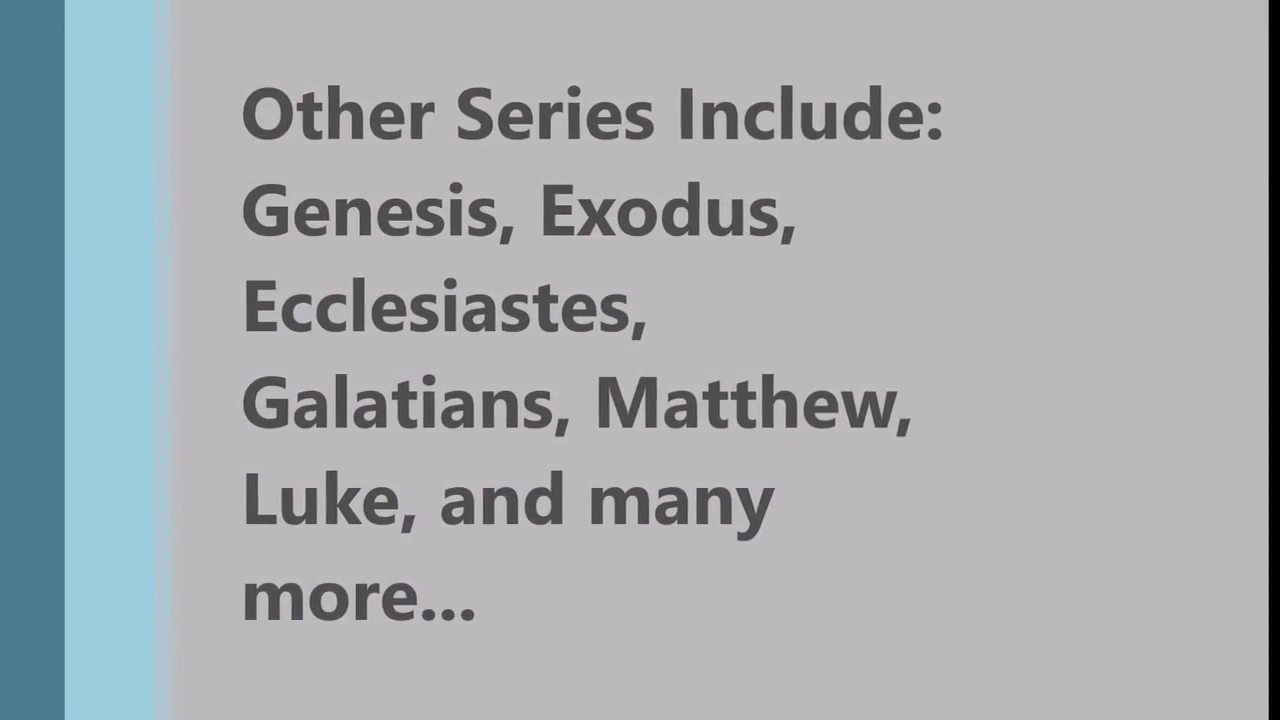 Other Series Include:
Genesis, Exodus,
Ecclesiastes,
Galatians, Matthew,
Luke, and many
more...